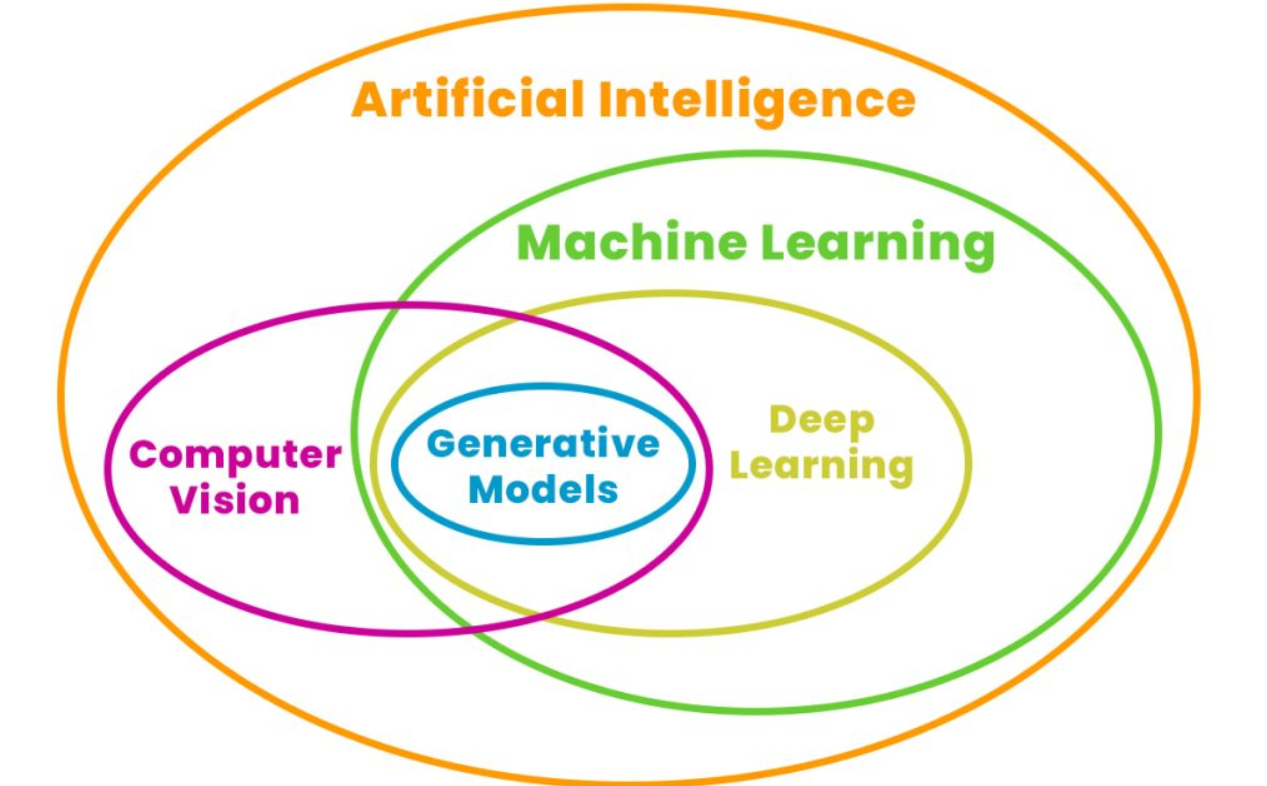 Artificial Intelligence
Machine Learning
Computer
Vision
Generative
Models
Deep
Learning